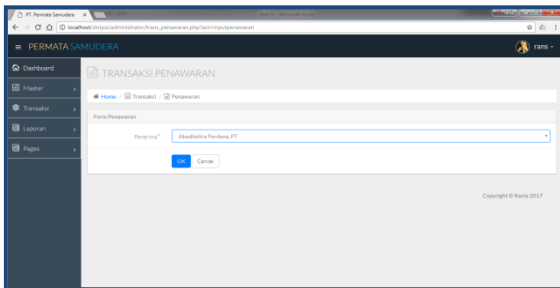 PT. Permata Samudera
localhost/skripsi/administrator/trans_penawaran.php?act=inputpenawaran
PERMATA SAMUDERA
rans
Dashboard
Master
Transaksi
Laporan
Pages
TRANSAKSI PENAWARAN
Home / Transaksi / Penawaran
Form Penawaran
Penerima*
Abadimitra Perdana, PT
OK
Cancel
Copyright © Ranta 2017